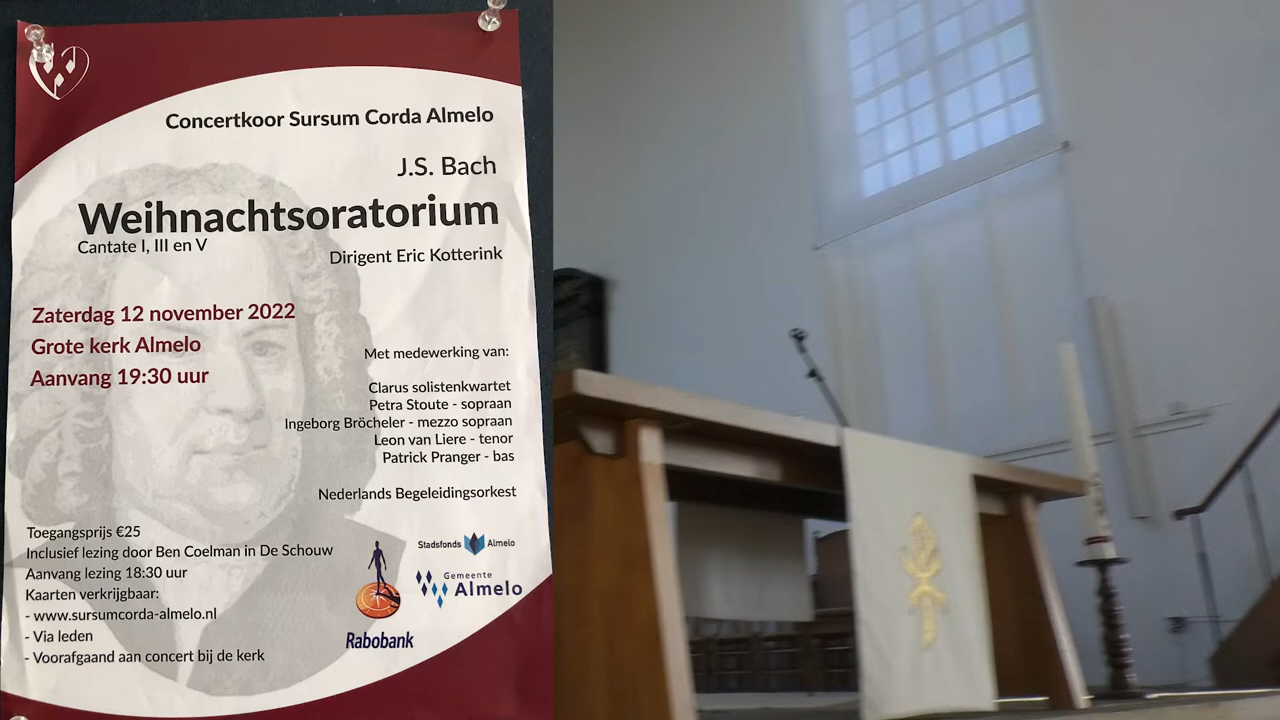 Concertkoor Sursum Corda Almelo
J.S. Bach
Weihnachtsoratorium
Cantate I, III en V
Dirigent Eric Kotterink
Zaterdag 12 november 2022
Grote kerk Almelo
Aanvang 19:30 uur
Met medewerking van:
Clarus solistenkwartet
Petra Stoute - sopraan
Ingeborg Bröcheler - mezzo sopraan
Leon van Liere - tenor
Patrick Pranger - bas
Nederlands Begeleidingsorkest
Toegangsprijs €25
Inclusief lezing door Ben Coelman in De Schouw
Aanvang lezing 18:30 uur
Kaarten verkrijgbaar:
- www.sursumcorda-almelo.nl
- Via leden
- Voorafgaand aan concert bij de kerk
Stadsfonds Almelo
Gemeente
Almelo
Rabobank